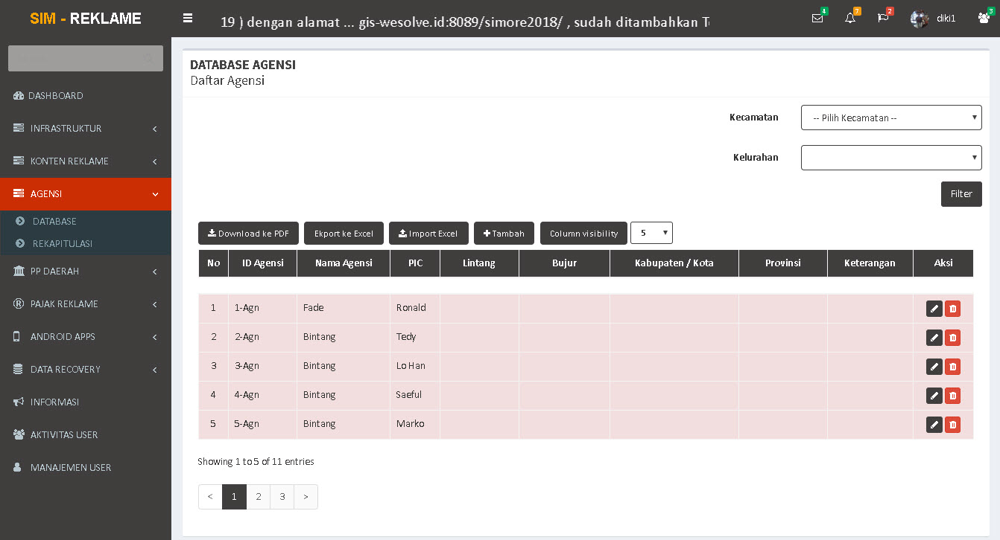 SIM - REKLAME
19 ) dengan alamat ... gis-wesolve.id:8089/simore2018/ , sudah ditambahkan
4
7
2
diki1
3
DASHBOARD
INFRASTRUKTUR
KONTEN REKLAME
AGENSI
DATABASE
REKAPITULASI
PP DAERAH
PAJAK REKLAME
ANDROID APPS
DATA RECOVERY
INFORMASI
AKTIVITAS USER
MANAJEMEN USER
DATABASE AGENSI
Daftar Agensi
Kecamatan -- Pilih Kecamatan --
Kelurahan
Filter
Download ke PDF Ekport ke Excel Import Excel Tambah Column visibility 5
No ID Agensi Nama Agensi PIC Lintang Bujur Kabupaten / Kota Provinsi Keterangan Aksi
1 1-Agn Fade Ronald
2 2-Agn Bintang Tedy
3 3-Agn Bintang Lo Han
4 4-Agn Bintang Saeful
5 5-Agn Bintang Marko
Showing 1 to 5 of 11 entries
< 1 2 3 >